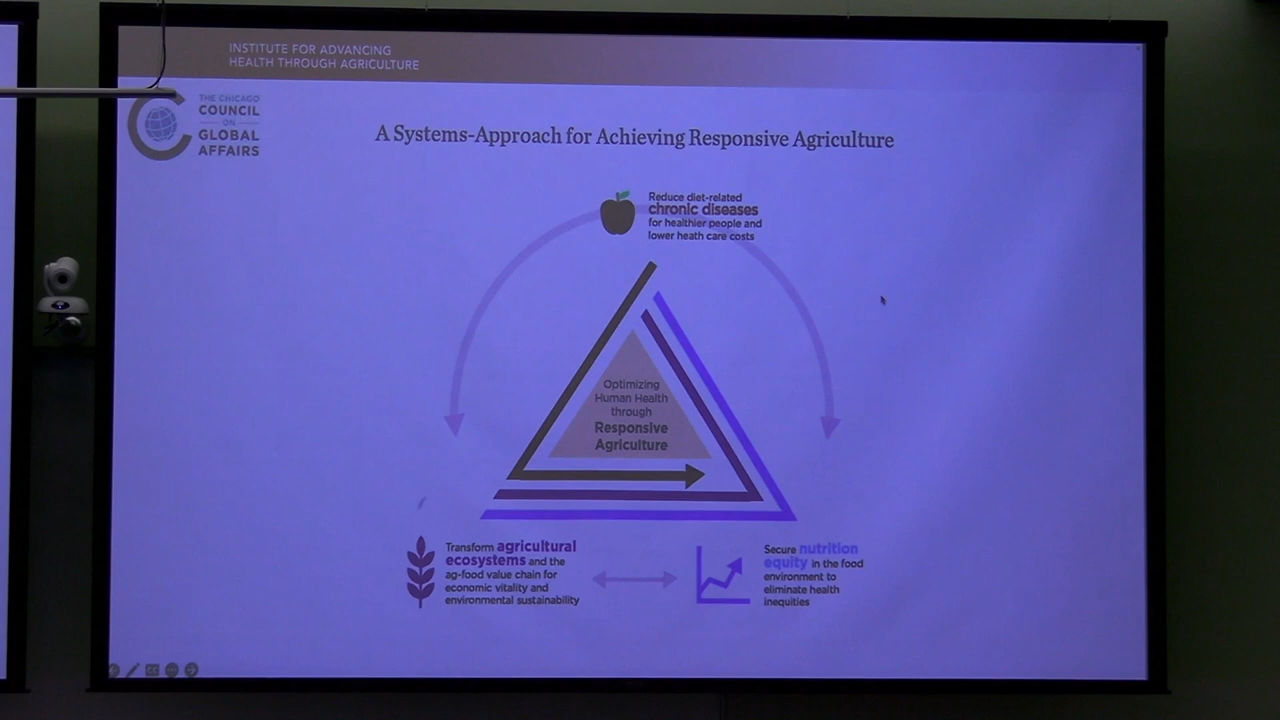 INSTITUTE FOR ADVANCING
HEALTH THROUGH AGRICULTURE
THE CHICAGO
COUNCIL
ON
GLOBAL
AFFAIRS
A Systems-Approach for Achieving Responsive Agriculture
Reduce diet-related
chronic diseases
for healthier people and
lower heath care costs
Optimizing
Human Health
through
Responsive
Agriculture
Transform agricultural
ecosystems and the
ag-food value chain for
economic vitality and
environmental sustainability
Secure nutrition
equity in the food
environment to
eliminate health
inequities